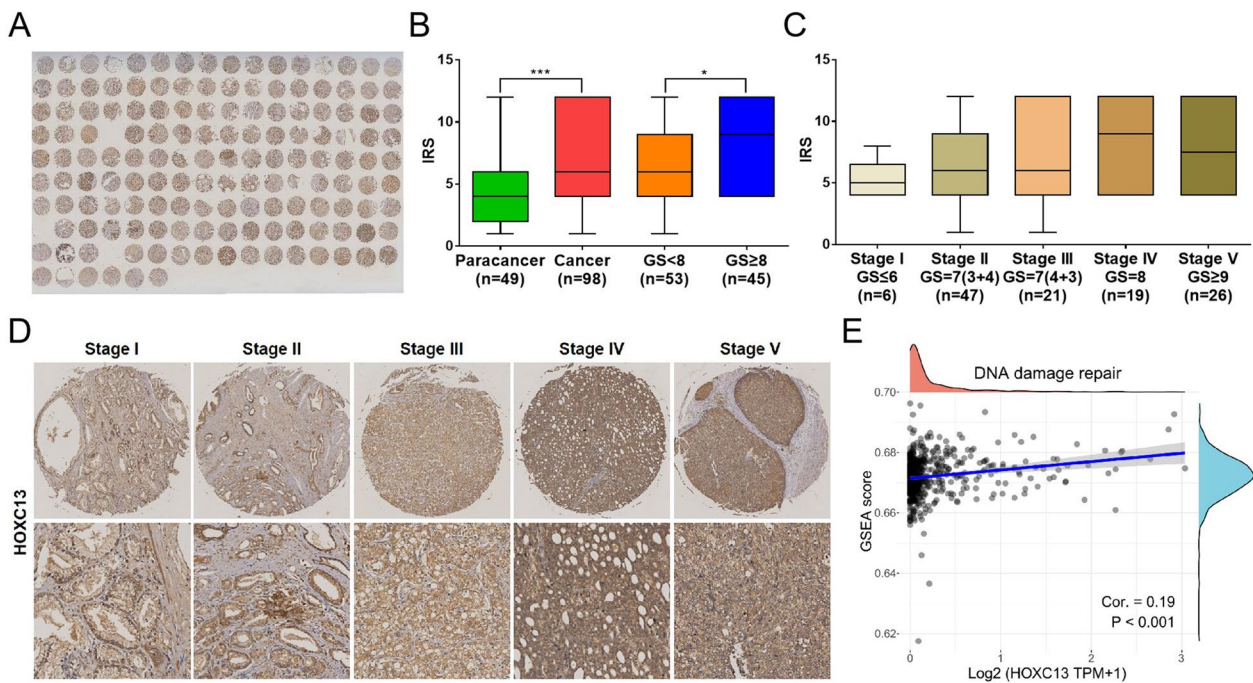 A
B
15
10
5
0
IRS
***
*
Paracancer
(n=49)
Cancer
(n=98)
GS<8
(n=53)
GS≥8
(n=45)
C
15
10
5
0
IRS
Stage I
GS≤6
(n=6)
Stage II
GS=7(3+4)
(n=47)
Stage III
GS=7(4+3)
(n=21)
Stage IV
GS=8
(n=19)
Stage V
GS≥9
(n=26)
D
Stage I
Stage II
Stage III
Stage IV
Stage V
HOXC13
E
DNA damage repair
0.70
0.68
0.66
0.64
0.62
GSEA score
Cor. = 0.19
P < 0.001
0
1
2
3
Log2 (HOXC13 TPM+1)